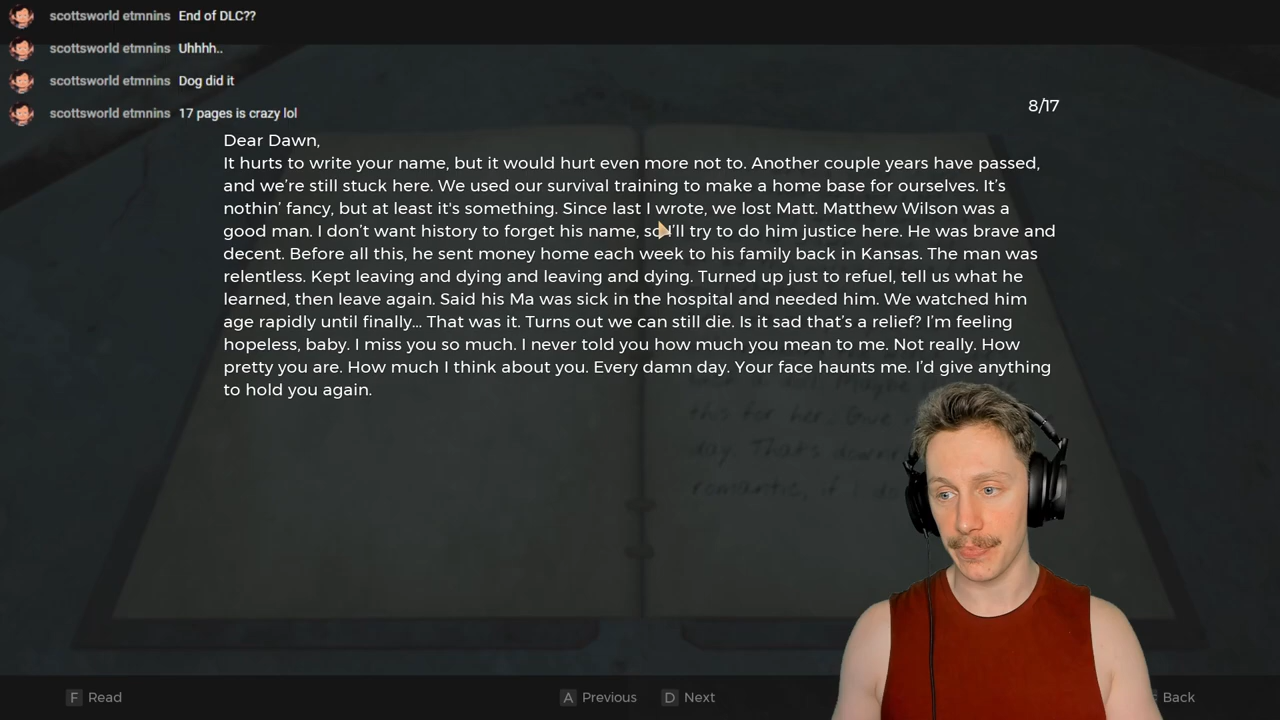 scottsworld etmnins End of DLC??
scottsworld etmnins Uhhhh..
scottsworld etmnins Dog did it
scottsworld etmnins 17 pages is crazy lol
8/17
Dear Dawn,
It hurts to write your name, but it would hurt even more not to. Another couple years have passed,
and we’re still stuck here. We used our survival training to make a home base for ourselves. It’s
nothin’ fancy, but at least it's something. Since last I wrote, we lost Matt. Matthew Wilson was a
good man. I don’t want history to forget his name, so I’ll try to do him justice here. He was brave and
decent. Before all this, he sent money home each week to his family back in Kansas. The man was
relentless. Kept leaving and dying and leaving and dying. Turned up just to refuel, tell us what he
learned, then leave again. Said his Ma was sick in the hospital and needed him. We watched him
age rapidly until finally... That was it. Turns out we can still die. Is it sad that’s a relief? I’m feeling
hopeless, baby. I miss you so much. I never told you how much you mean to me. Not really. How
pretty you are. How much I think about you. Every damn day. Your face haunts me. I’d give anything
to hold you again.
this for her. Give
day. That's
romantic, if I do
F Read
A Previous
D Next
Back